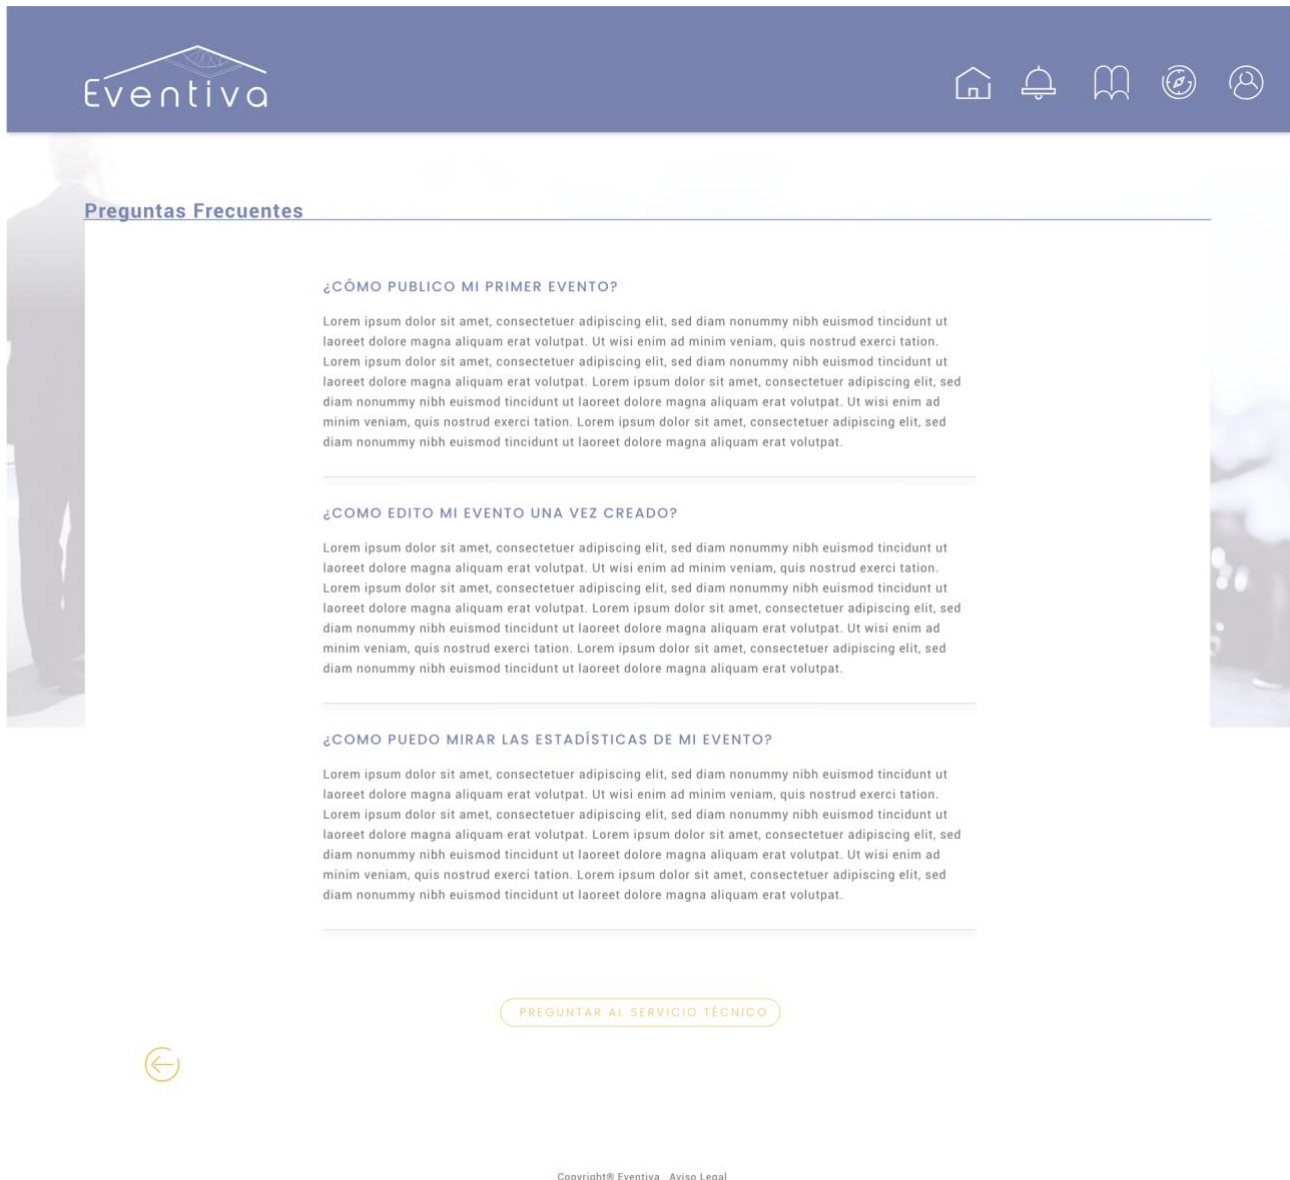 Eventiva
Preguntas Frecuentes
¿CÓMO PUBLICO MI PRIMER EVENTO?
Lorem ipsum dolor sit amet, consectetuer adipiscing elit, sed diam nonummy nibh euismod tincidunt ut
laoreet dolore magna aliquam erat volutpat. Ut wisi enim ad minim veniam, quis nostrud exerci tation.
Lorem ipsum dolor sit amet, consectetuer adipiscing elit, sed diam nonummy nibh euismod tincidunt ut
laoreet dolore magna aliquam erat volutpat. Lorem ipsum dolor sit amet, consectetuer adipiscing elit, sed
diam nonummy nibh euismod tincidunt ut laoreet dolore magna aliquam erat volutpat. Ut wisi enim ad
minim veniam, quis nostrud exerci tation. Lorem ipsum dolor sit amet, consectetuer adipiscing elit, sed
diam nonummy nibh euismod tincidunt ut laoreet dolore magna aliquam erat volutpat.
¿COMO EDITO MI EVENTO UNA VEZ CREADO?
Lorem ipsum dolor sit amet, consectetuer adipiscing elit, sed diam nonummy nibh euismod tincidunt ut
laoreet dolore magna aliquam erat volutpat. Ut wisi enim ad minim veniam, quis nostrud exerci tation.
Lorem ipsum dolor sit amet, consectetuer adipiscing elit, sed diam nonummy nibh euismod tincidunt ut
laoreet dolore magna aliquam erat volutpat. Lorem ipsum dolor sit amet, consectetuer adipiscing elit, sed
diam nonummy nibh euismod tincidunt ut laoreet dolore magna aliquam erat volutpat. Ut wisi enim ad
minim veniam, quis nostrud exerci tation. Lorem ipsum dolor sit amet, consectetuer adipiscing elit, sed
diam nonummy nibh euismod tincidunt ut laoreet dolore magna aliquam erat volutpat.
¿COMO PUEDO MIRAR LAS ESTADÍSTICAS DE MI EVENTO?
Lorem ipsum dolor sit amet, consectetuer adipiscing elit, sed diam nonummy nibh euismod tincidunt ut
laoreet dolore magna aliquam erat volutpat. Ut wisi enim ad minim veniam, quis nostrud exerci tation.
Lorem ipsum dolor sit amet, consectetuer adipiscing elit, sed diam nonummy nibh euismod tincidunt ut
laoreet dolore magna aliquam erat volutpat. Lorem ipsum dolor sit amet, consectetuer adipiscing elit, sed
diam nonummy nibh euismod tincidunt ut laoreet dolore magna aliquam erat volutpat. Ut wisi enim ad
minim veniam, quis nostrud exerci tation. Lorem ipsum dolor sit amet, consectetuer adipiscing elit, sed
diam nonummy nibh euismod tincidunt ut laoreet dolore magna aliquam erat volutpat.
PREGUNTAR AL SERVICIO TÉCNICO
Copyright® Eventiva Aviso Legal